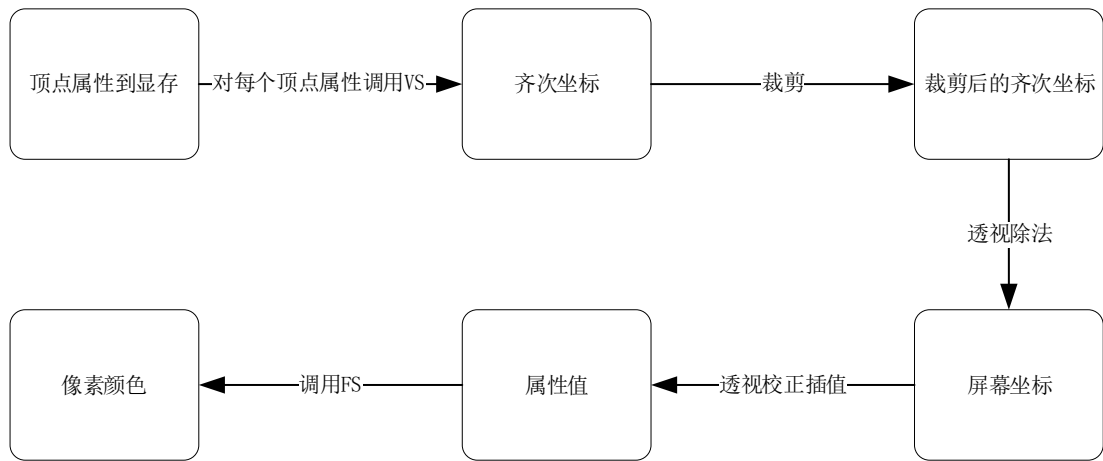 顶点属性到显存
对每个顶点属性调用VS
齐次坐标
裁剪
裁剪后的齐次坐标
透视除法
屏幕坐标
透视校正插值
属性值
调用FS
像素颜色